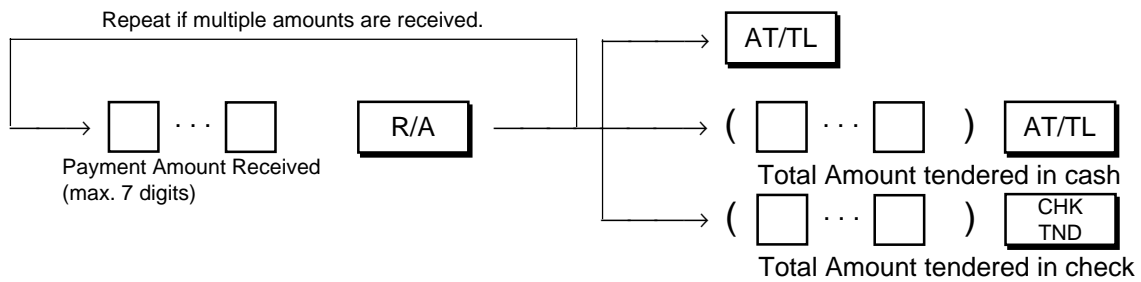 Repeat if multiple amounts are received.
AT/TL
· · ·
R/A
( · · · ) AT/TL
Payment Amount Received
(max. 7 digits)
Total Amount tendered in cash
( · · · ) CHK
TND
Total Amount tendered in check